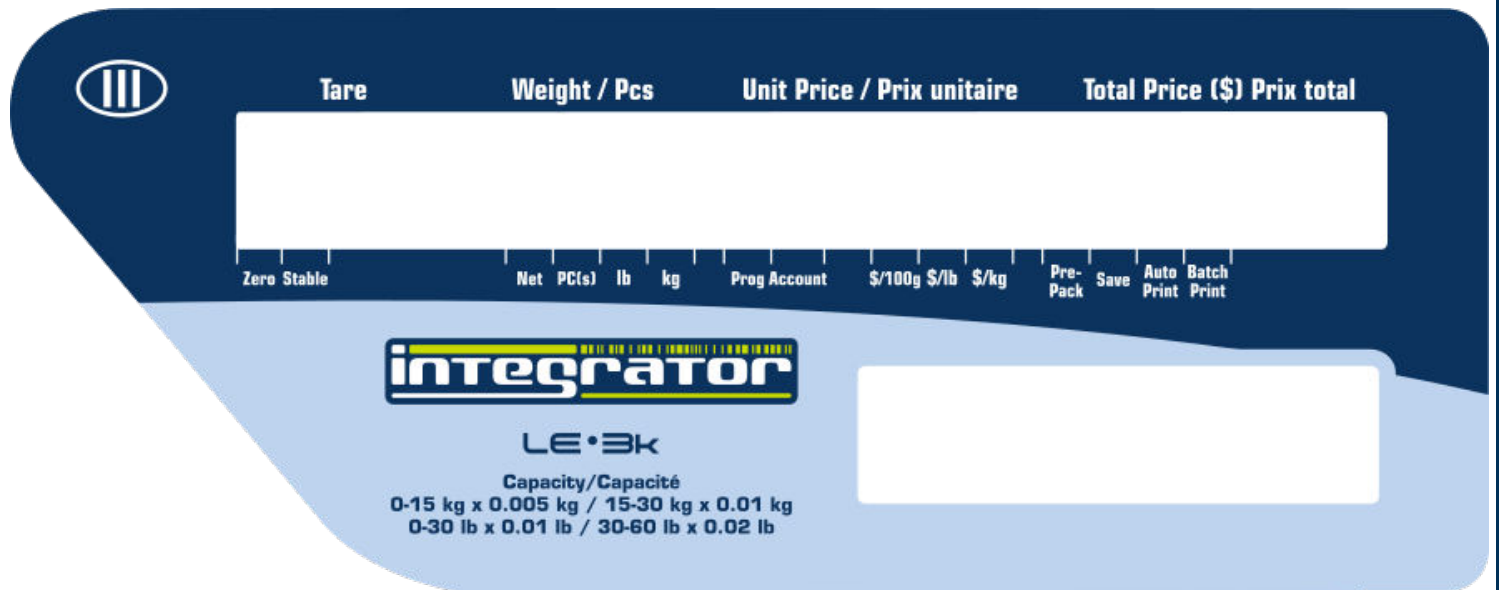 III
Tare Weight / Pcs Unit Price / Prix unitaire Total Price ($) Prix total
Zero Stable Net PC(s) lb kg Prog Account $/100g $/lb $/kg Pre-Pack Save Auto Print Batch Print
integrator
LE•3k
Capacity/Capacité
0-15 kg x 0.005 kg / 15-30 kg x 0.01 kg
0-30 lb x 0.01 lb / 30-60 lb x 0.02 lb